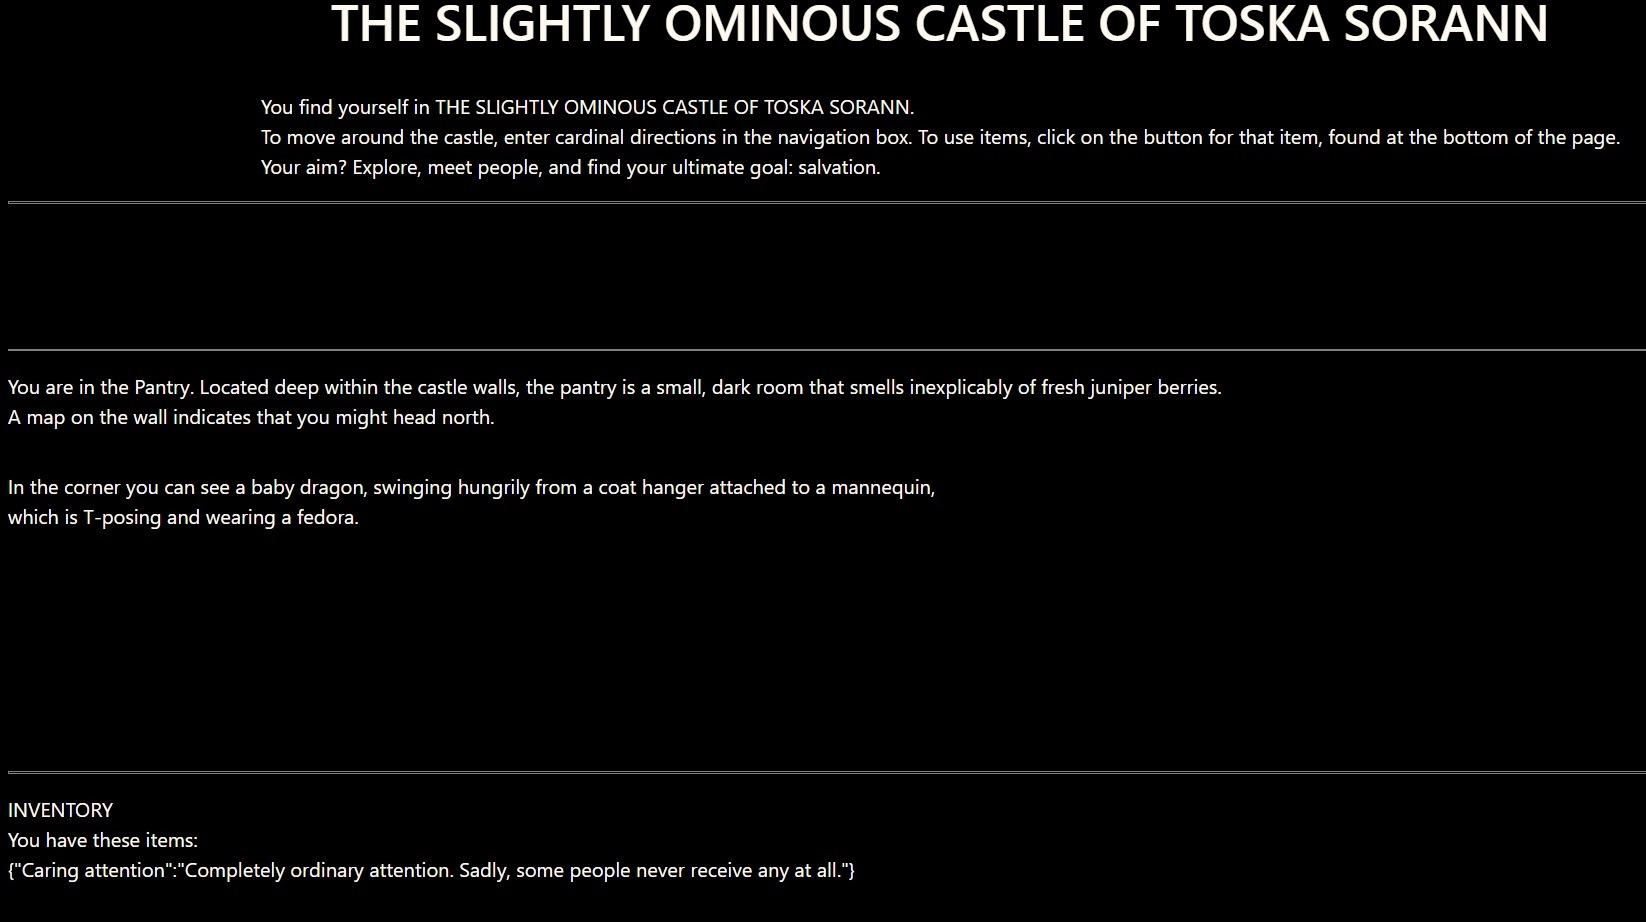 THE SLIGHTLY OMINOUS CASTLE OF TOSKA SORANN
You find yourself in THE SLIGHTLY OMINOUS CASTLE OF TOSKA SORANN.
To move around the castle, enter cardinal directions in the navigation box. To use items, click on the button for that item, found at the bottom of the page.
Your aim? Explore, meet people, and find your ultimate goal: salvation.
You are in the Pantry. Located deep within the castle walls, the pantry is a small, dark room that smells inexplicably of fresh juniper berries.
A map on the wall indicates that you might head north.
In the corner you can see a baby dragon, swinging hungrily from a coat hanger attached to a mannequin,
which is T-posing and wearing a fedora.
INVENTORY
You have these items:
{"Caring attention":"Completely ordinary attention. Sadly, some people never receive any at all."}